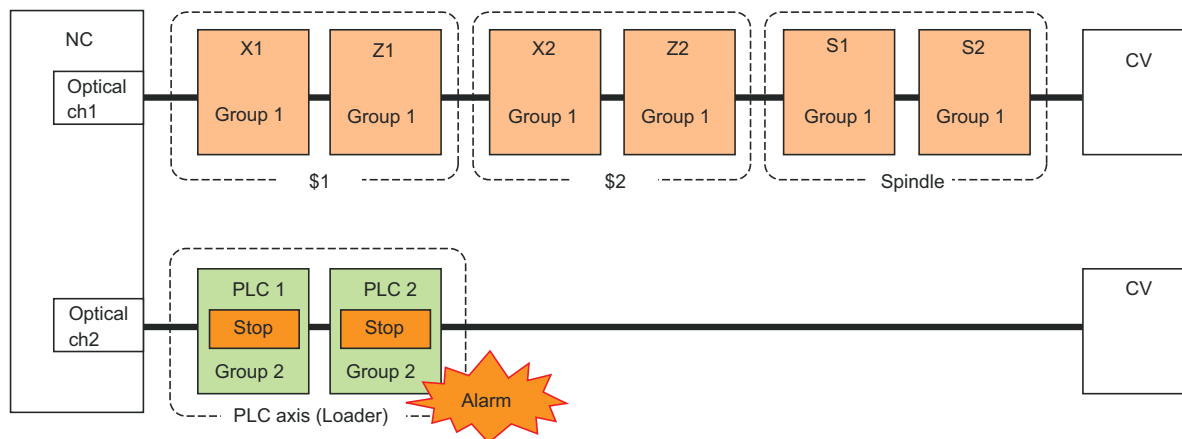 NC
Optical
ch1
X1
Group 1
Z1
Group 1
$1
X2
Group 1
Z2
Group 1
$2
S1
Group 1
S2
Group 1
Spindle
CV
Optical
ch2
PLC 1
Stop
Group 2
PLC 2
Stop
Group 2
Alarm
PLC axis (Loader)
CV